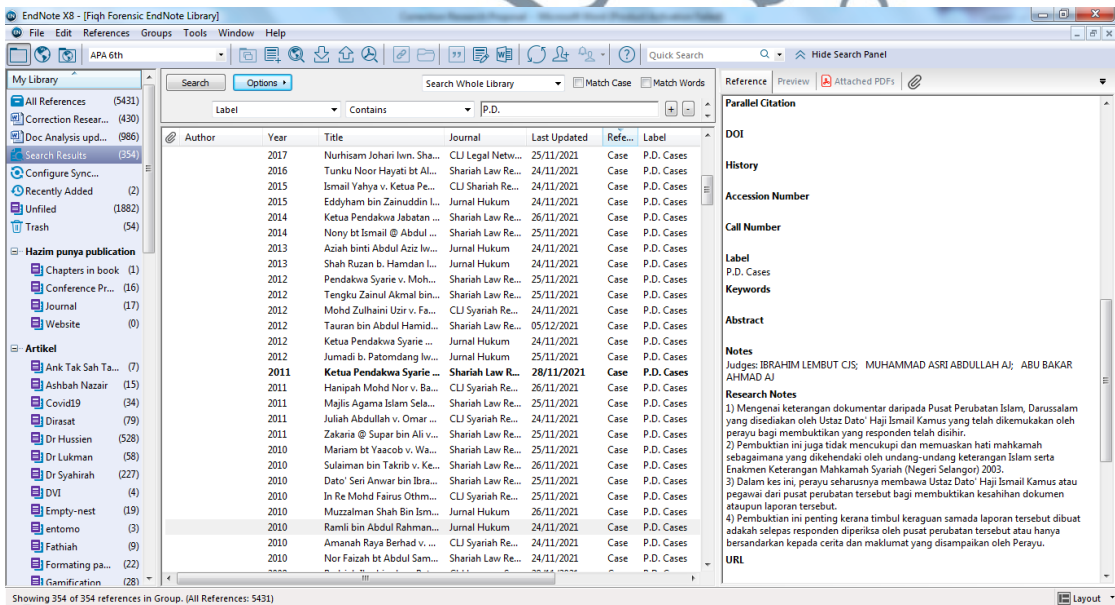 EndNote X8 - [Fiqh Forensic EndNote Library]
File Edit References Groups Tools Window Help
APA 6th
Quick Search
Hide Search Panel
My Library
All References (5431)
Correction Resear... (430)
Doc Analysis upd... (986)
Search Results (354)
Configure Sync...
Recently Added (2)
Unfiled (1882)
Trash (54)
Hazim punya publication
Chapters in book (1)
Conference Pr... (16)
Journal (17)
Website (0)
Artikel
Ank Tak Sah Ta... (7)
Ashbah Nazair (15)
Covid19 (34)
Dirasat (79)
Dr Hussien (528)
Dr Lukman (58)
Dr Syahirah (227)
DVI (4)
Empty-nest (19)
entomo (3)
Fathiah (9)
Formating pa... (22)
Gamification (28)
Search Options Search Whole Library Match Case Match Words
Label Contains P.D.
Author Year Title Journal Last Updated Refe... Label
2017 Nurhisam Johari lwn. Sha... CLJ Legal Netw... 25/11/2021 Case P.D. Cases
2016 Tunku Noor Hayati bt Al... Shariah Law Re... 24/11/2021 Case P.D. Cases
2015 Ismail Yahya v. Ketua Pe... CLJ Shariah Re... 24/11/2021 Case P.D. Cases
2015 Eddyham bin Zainuddin l... Jurnal Hukum 24/11/2021 Case P.D. Cases
2014 Ketua Pendakwa Jabatan ... Shariah Law Re... 26/11/2021 Case P.D. Cases
2014 Nony bt Ismail @ Abdul ... Shariah Law Re... 25/11/2021 Case P.D. Cases
2013 Aziah binti Abdul Aziz lw... Jurnal Hukum 24/11/2021 Case P.D. Cases
2013 Shah Ruzan b. Hamdan l... Jurnal Hukum 24/11/2021 Case P.D. Cases
2012 Pendakwa Syarie v. Moh... Shariah Law Re... 25/11/2021 Case P.D. Cases
2012 Tengku Zainul Akmal bin... Shariah Law Re... 25/11/2021 Case P.D. Cases
2012 Mohd Zulhaini Uzir v. Fa... CLJ Syariah Re... 24/11/2021 Case P.D. Cases
2012 Tauran bin Abdul Hamid... Shariah Law Re... 05/12/2021 Case P.D. Cases
2012 Ketua Pendakwa Syarie ... Jurnal Hukum 24/11/2021 Case P.D. Cases
2012 Jumadi b. Patomdang lw... Jurnal Hukum 25/11/2021 Case P.D. Cases
2011 Ketua Pendakwa Syarie ... Shariah Law R... 28/11/2021 Case P.D. Cases
2011 Hanipah Mohd Nor v. Ba... CLJ Syariah Re... 26/11/2021 Case P.D. Cases
2011 Majlis Agama Islam Sela... Shariah Law Re... 25/11/2021 Case P.D. Cases
2011 Juliah Abdullah v. Omar ... CLJ Syariah Re... 24/11/2021 Case P.D. Cases
2011 Zakaria @ Supar bin Ali v... Shariah Law Re... 25/11/2021 Case P.D. Cases
2010 Mariam bt Yaacob v. Wa... Shariah Law Re... 25/11/2021 Case P.D. Cases
2010 Sulaiman bin Takrib v. Ke... Shariah Law Re... 26/11/2021 Case P.D. Cases
2010 Dato' Seri Anwar bin Ibra... Shariah Law Re... 25/11/2021 Case P.D. Cases
2010 In Re Mohd Fairus Othm... CLJ Syariah Re... 24/11/2021 Case P.D. Cases
2010 Muzzalman Shah Bin Ism... Jurnal Hukum 26/11/2021 Case P.D. Cases
2010 Ramli bin Abdul Rahman... Jurnal Hukum 24/11/2021 Case P.D. Cases
2010 Amanah Raya Berhad v. ... CLJ Syariah Re... 24/11/2021 Case P.D. Cases
2010 Nor Faizah bt Abdul Sam... Shariah Law Re... 24/11/2021 Case P.D. Cases
Reference Preview Attached PDFs
Parallel Citation
DOI
History
Accession Number
Call Number
Label
P.D. Cases
Keywords
Abstract
Notes
Judges: IBRAHIM LEMBUT CJS; MUHAMMAD ASRI ABDULLAH AJ; ABU BAKAR
AHMAD AJ
Research Notes
1) Mengenai keterangan dokumentar daripada Pusat Perubatan Islam, Darussalam
yang disediakan oleh Ustaz Dato' Haji Ismail Kamus yang telah dikemukakan oleh
perayu bagi membuktikan yang responden telah disihir.
2) Pembuktian ini juga tidak mencukupi dan memuaskan hati mahkamah
sebagaimana yang dikehendaki oleh undang-undang keterangan Islam serta
Enakmen Keterangan Mahkamah Syariah (Negeri Selangor) 2003.
3) Dalam kes ini, perayu seharusnya membawa Ustaz Dato' Haji Ismail Kamus atau
pegawai dari pusat perubatan tersebut bagi membuktikan kesahihan dokumen
ataupun laporan tersebut.
4) Pembuktian ini penting kerana timbul keraguan samada laporan tersebut dibuat
adakah selepas responden diperiksa oleh pusat perubatan tersebut atau hanya
bersandarkan kepada cerita dan maklumat yang disampaikan oleh Perayu.
URL
Showing 354 of 354 references in Group. (All References: 5431)
Layout